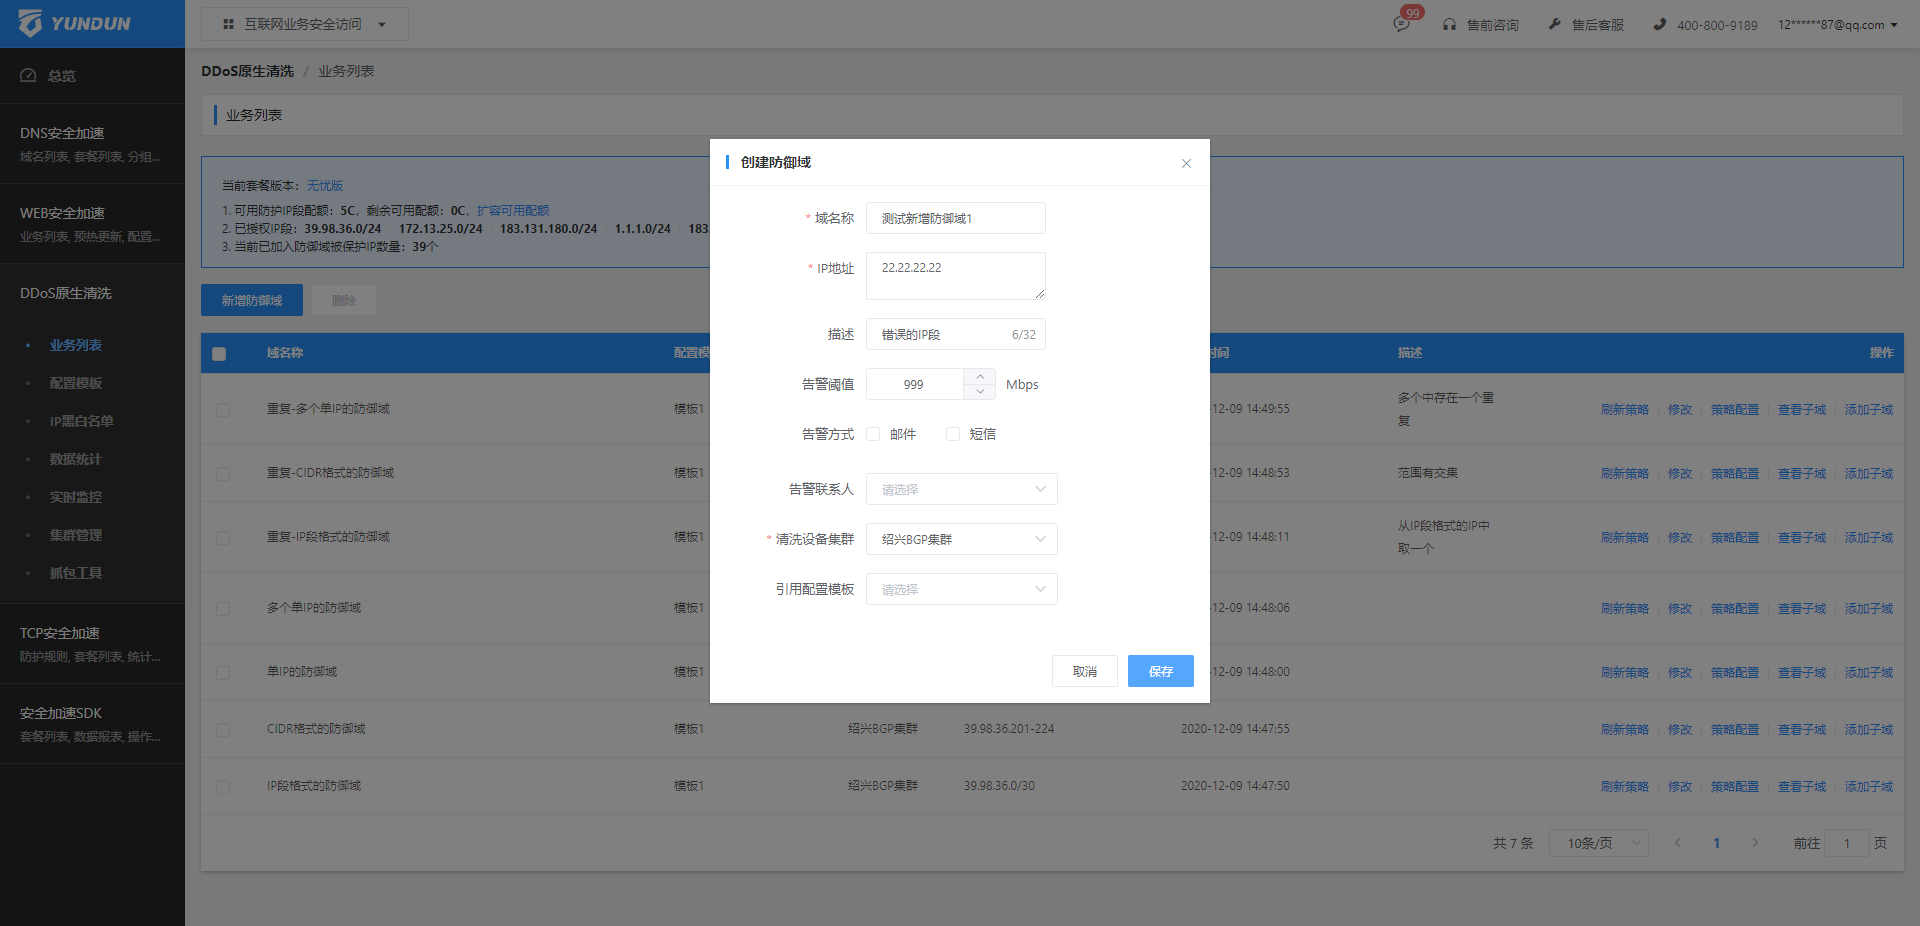 YUNDUN
互联网业务安全访问
99
售前咨询
售后客服
400-800-9189
12******87@qq.com
总览
DNS安全加速
域名列表, 套餐列表, 分组...
WEB安全加速
业务列表, 预热更新, 配置...
DDoS原生清洗
业务列表
配置模板
IP黑白名单
数据统计
实时监控
集群管理
抓包工具
TCP安全加速
防护规则, 套餐列表, 统计...
安全加速SDK
套餐列表, 数据报表, 操作...
DDoS原生清洗 / 业务列表
业务列表
当前套餐版本：无忧版
1. 可用防护IP段配额：5C，剩余可用配额：0C，扩容可用配额
2. 已授权IP段：39.98.36.0/24 172.13.25.0/24 183.131.180.0/24 1.1.1.0/24 183
3. 当前已加入防御域被保护IP数量：39个
新增防御域 删除
域名称 配置模 时间 描述 操作
重复-多个单IP的防御域 模板1 -12-09 14:49:55 多个中存在一个重
复 刷新策略 修改 策略配置 查看子域 添加子域
重复-CIDR格式的防御域 模板1 -12-09 14:48:53 范围有交集 刷新策略 修改 策略配置 查看子域 添加子域
重复-IP段格式的防御域 模板1 -12-09 14:48:11 从IP段格式的IP中
取一个 刷新策略 修改 策略配置 查看子域 添加子域
多个单IP的防御域 模板1 -12-09 14:48:06 刷新策略 修改 策略配置 查看子域 添加子域
单IP的防御域 模板1 -12-09 14:48:00 刷新策略 修改 策略配置 查看子域 添加子域
CIDR格式的防御域 模板1 绍兴BGP集群 39.98.36.201-224 2020-12-09 14:47:55 刷新策略 修改 策略配置 查看子域 添加子域
IP段格式的防御域 模板1 绍兴BGP集群 39.98.36.0/30 2020-12-09 14:47:50 刷新策略 修改 策略配置 查看子域 添加子域
共 7 条 10条/页 1 前往 1 页
创建防御域
* 域名称 测试新增防御域1
* IP地址 22.22.22.22
描述 错误的IP段 6/32
告警阈值 999 Mbps
告警方式 邮件 短信
告警联系人 请选择
* 清洗设备集群 绍兴BGP集群
引用配置模板 请选择
取消 保存